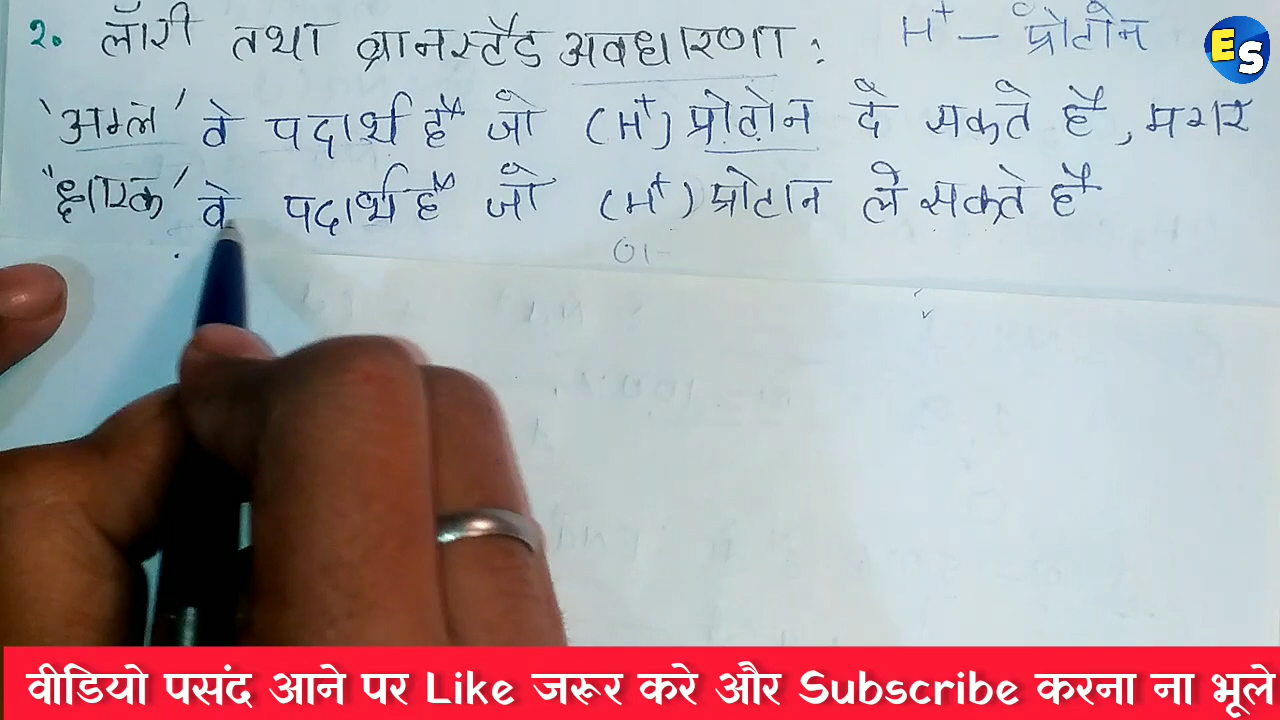 २. लॉरी तथा ब्रानस्टैड अवधारणा : H⁺ — प्रोटोन
ES
'अम्ल' वे पदार्थ है जो (H⁺) प्रोटोन दे सकते है, मगर
"क्षारक" वे पदार्थ है जो (H⁺) प्रोटान ले सकते है
वीडियो पसंद आने पर Like जरूर करे और Subscribe करना ना भूले